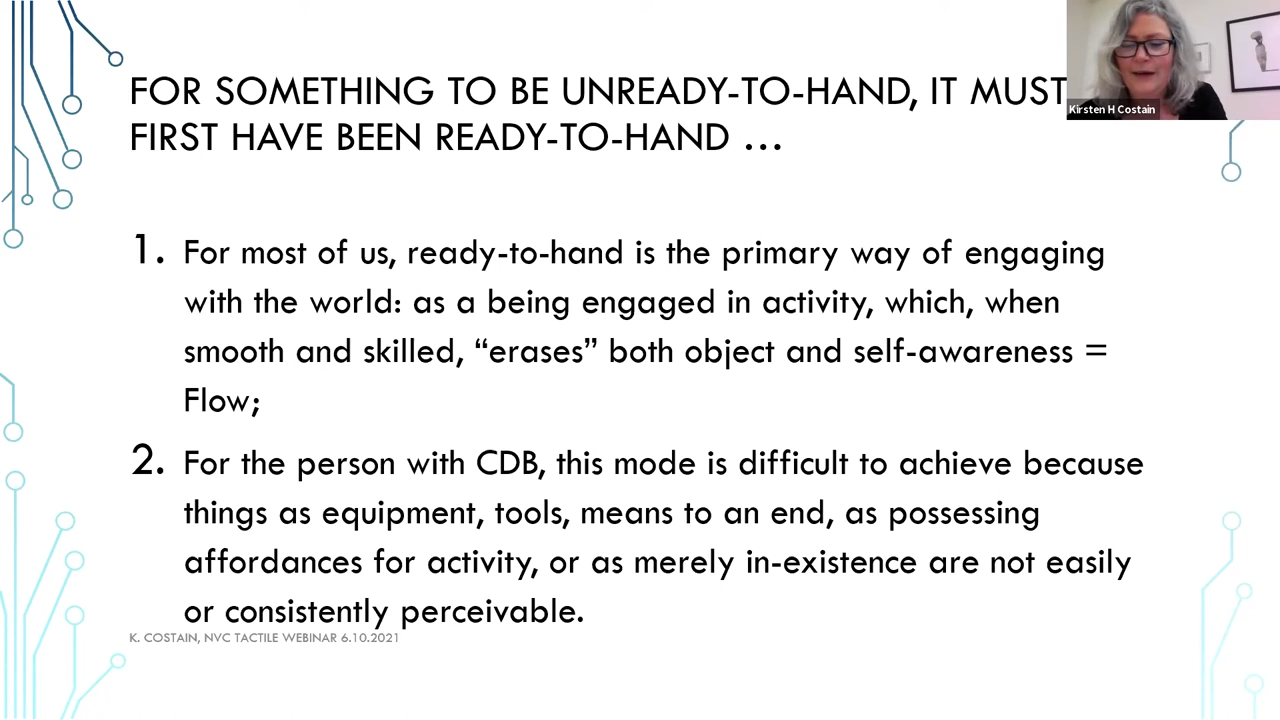 FOR SOMETHING TO BE UNREADY-TO-HAND, IT MUST
FIRST HAVE BEEN READY-TO-HAND …
Kirsten H Costain
1. For most of us, ready-to-hand is the primary way of engaging
with the world: as a being engaged in activity, which, when
smooth and skilled, “erases” both object and self-awareness =
Flow;
2. For the person with CDB, this mode is difficult to achieve because
things as equipment, tools, means to an end, as possessing
affordances for activity, or as merely in-existence are not easily
or consistently perceivable.
K. COSTAIN, NVC TACTILE WEBINAR 6.10.2021